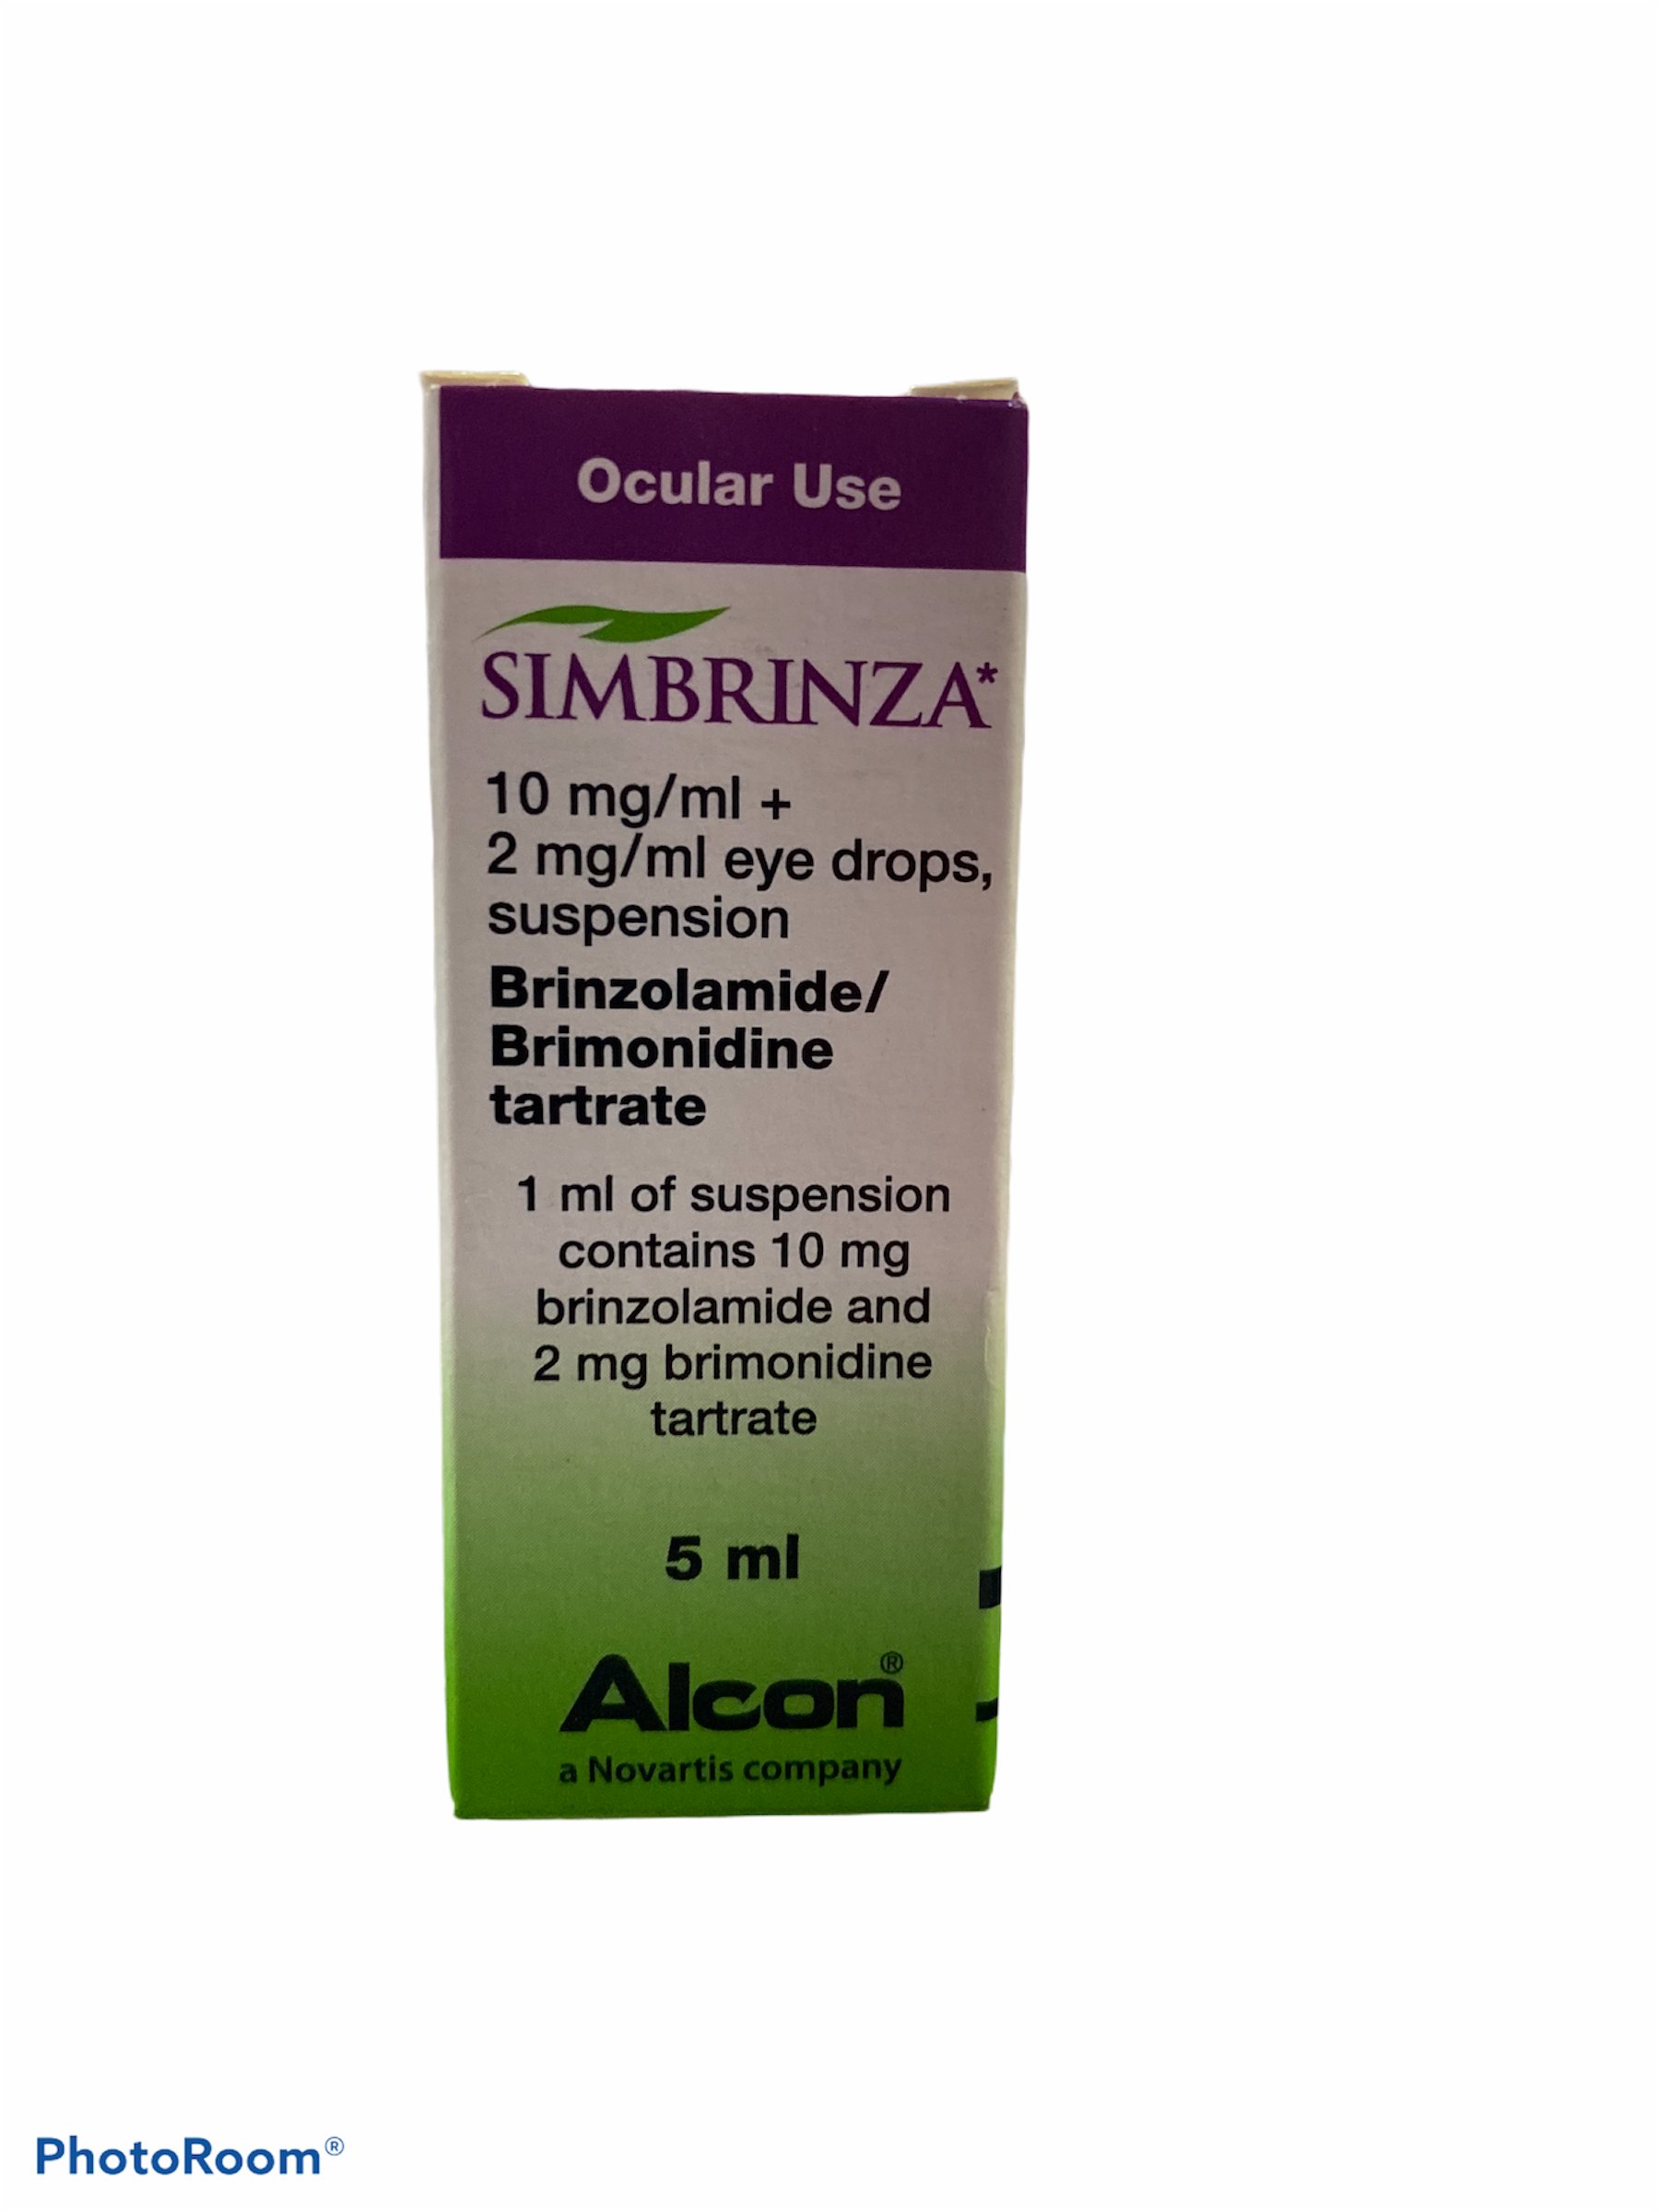 Ocular Use
SIMBRINZA*
10 mg/ml +
2 mg/ml eye drops,
suspension
Brinzolamide/
Brimonidine
tartrate
1 ml of suspension
contains 10 mg
brinzolamide and
2 mg brimonidine
tartrate
5 ml
Alcon®
a Novartis company
PhotoRoom®